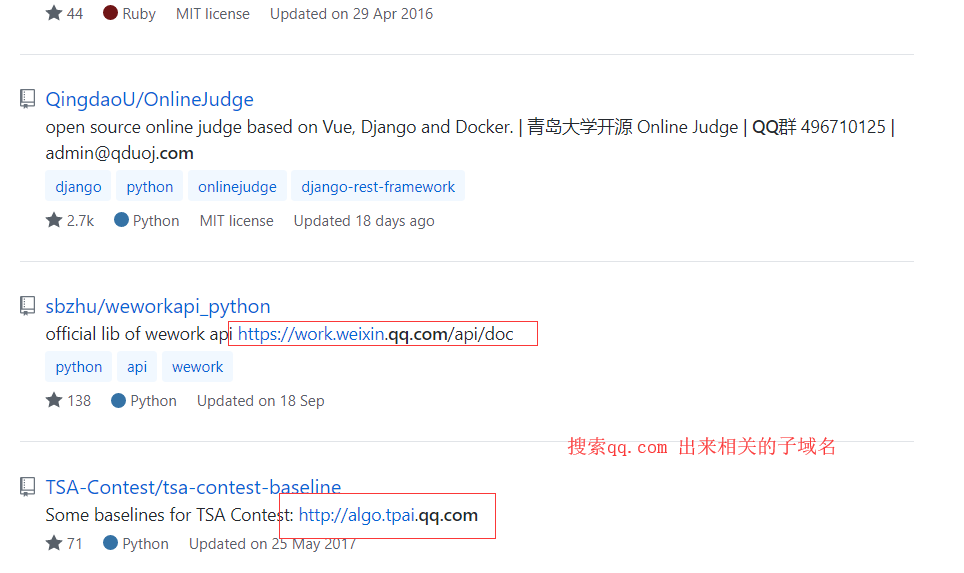 44 Ruby MIT license Updated on 29 Apr 2016
QingdaoU/OnlineJudge
open source online judge based on Vue, Django and Docker. | 青岛大学开源 Online Judge | QQ群 496710125 |
admin@qduoj.com
django python onlinejudge django-rest-framework
2.7k Python MIT license Updated 18 days ago
sbzhu/weworkapi_python
official lib of wework api https://work.weixin.qq.com/api/doc
python api wework
138 Python Updated on 18 Sep
搜索qq.com 出来相关的子域名
TSA-Contest/tsa-contest-baseline
Some baselines for TSA Contest: http://algo.tpai.qq.com
71 Python Updated on 25 May 2017